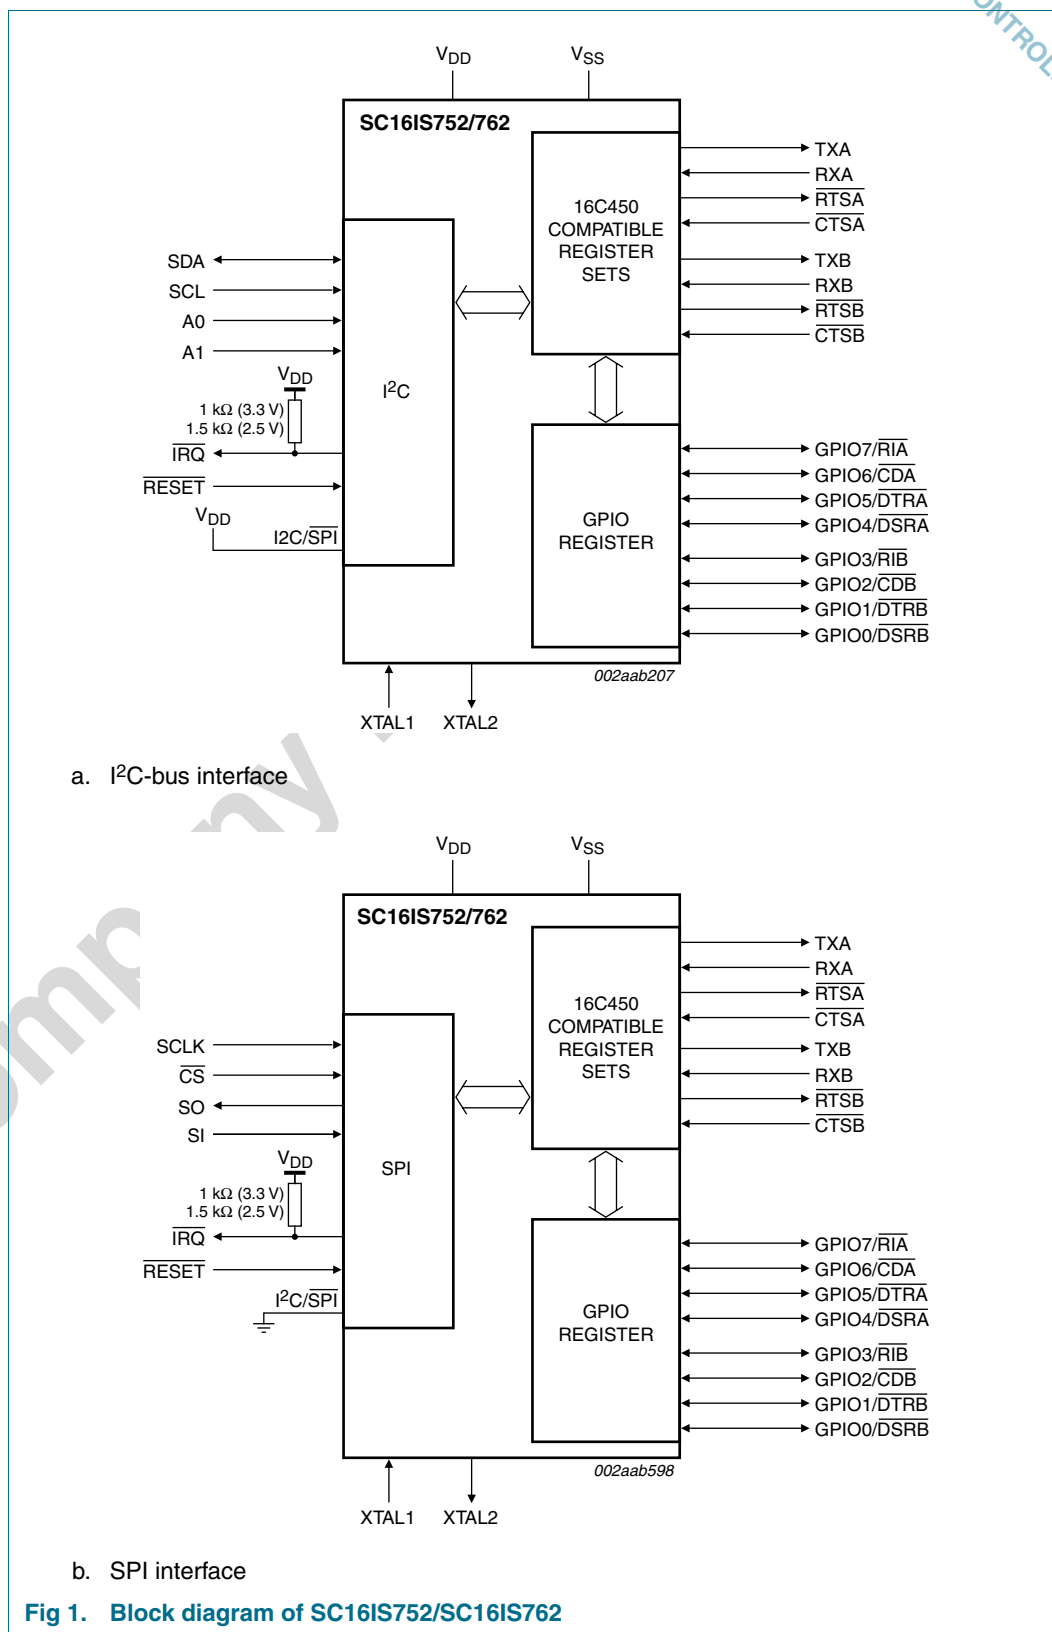 CONTROL
VDD
VSS
SC16IS752/762
16C450
COMPATIBLE
REGISTER
SETS
TXA
RXA
RTSA
CTSA
TXB
RXB
RTSB
CTSB
SDA
SCL
A0
A1
VDD
1 kΩ (3.3 V)
1.5 kΩ (2.5 V)
IRQ
RESET
VDD
I2C/SPI
I²C
GPIO
REGISTER
GPIO7/RIA
GPIO6/CDA
GPIO5/DTRA
GPIO4/DSRA
GPIO3/RIB
GPIO2/CDB
GPIO1/DTRB
GPIO0/DSRB
002aab207
XTAL1
XTAL2
a. I²C-bus interface
VDD
VSS
SC16IS752/762
16C450
COMPATIBLE
REGISTER
SETS
TXA
RXA
RTSA
CTSA
TXB
RXB
RTSB
CTSB
SCLK
CS
SO
SI
VDD
1 kΩ (3.3 V)
1.5 kΩ (2.5 V)
IRQ
RESET
I²C/SPI
SPI
GPIO
REGISTER
GPIO7/RIA
GPIO6/CDA
GPIO5/DTRA
GPIO4/DSRA
GPIO3/RIB
GPIO2/CDB
GPIO1/DTRB
GPIO0/DSRB
002aab598
XTAL1
XTAL2
b. SPI interface
Fig 1. Block diagram of SC16IS752/SC16IS762